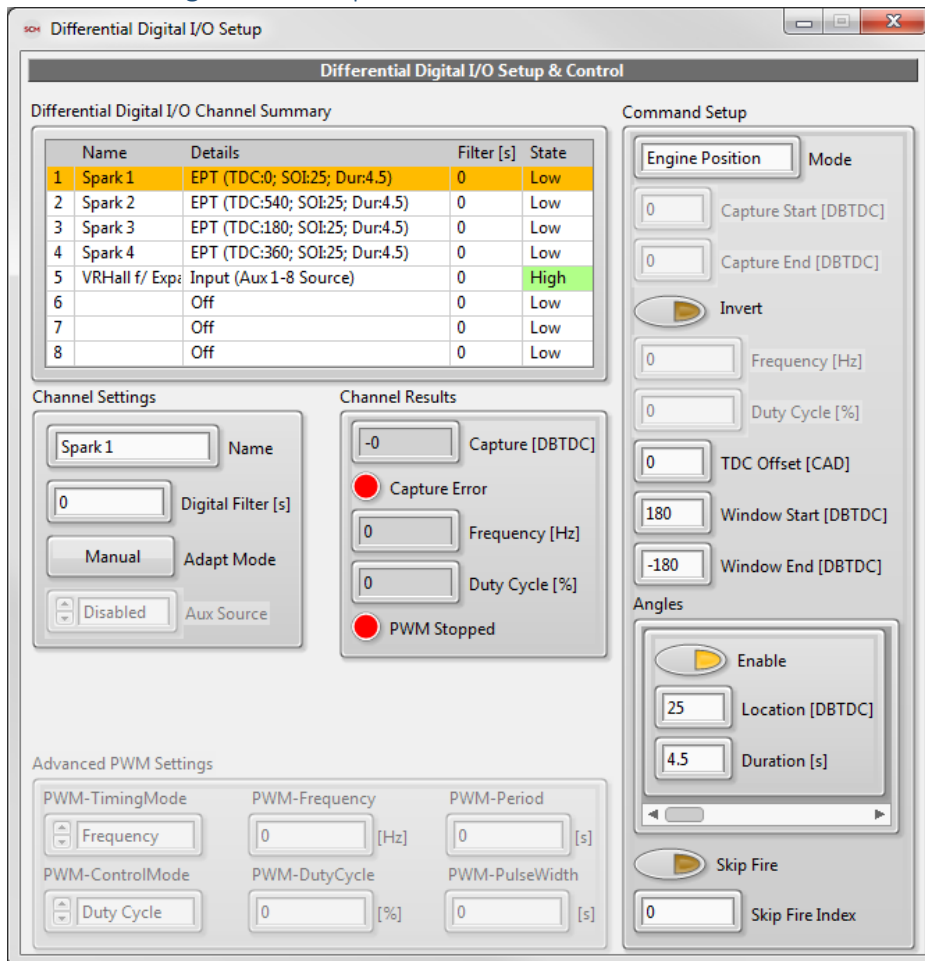 SCM Differential Digital I/O Setup
Differential Digital I/O Setup & Control
Differential Digital I/O Channel Summary
Name Details Filter [s] State
1 Spark 1 EPT (TDC:0; SOI:25; Dur:4.5) 0 Low
2 Spark 2 EPT (TDC:540; SOI:25; Dur:4.5) 0 Low
3 Spark 3 EPT (TDC:180; SOI:25; Dur:4.5) 0 Low
4 Spark 4 EPT (TDC:360; SOI:25; Dur:4.5) 0 Low
5 VRHall f/ Expa Input (Aux 1-8 Source) 0 High
6 Off 0 Low
7 Off 0 Low
8 Off 0 Low
Channel Settings
Spark 1 Name
0 Digital Filter [s]
Manual Adapt Mode
Disabled Aux Source
Channel Results
-0 Capture [DBTDC]
Capture Error
0 Frequency [Hz]
0 Duty Cycle [%]
PWM Stopped
Advanced PWM Settings
PWM-TimingMode PWM-Frequency PWM-Period
Frequency 0 [Hz] 0 [s]
PWM-ControlMode PWM-DutyCycle PWM-PulseWidth
Duty Cycle 0 [%] 0 [s]
Command Setup
Engine Position Mode
0 Capture Start [DBTDC]
0 Capture End [DBTDC]
Invert
0 Frequency [Hz]
0 Duty Cycle [%]
0 TDC Offset [CAD]
180 Window Start [DBTDC]
-180 Window End [DBTDC]
Angles
Enable
25 Location [DBTDC]
4.5 Duration [s]
Skip Fire
0 Skip Fire Index